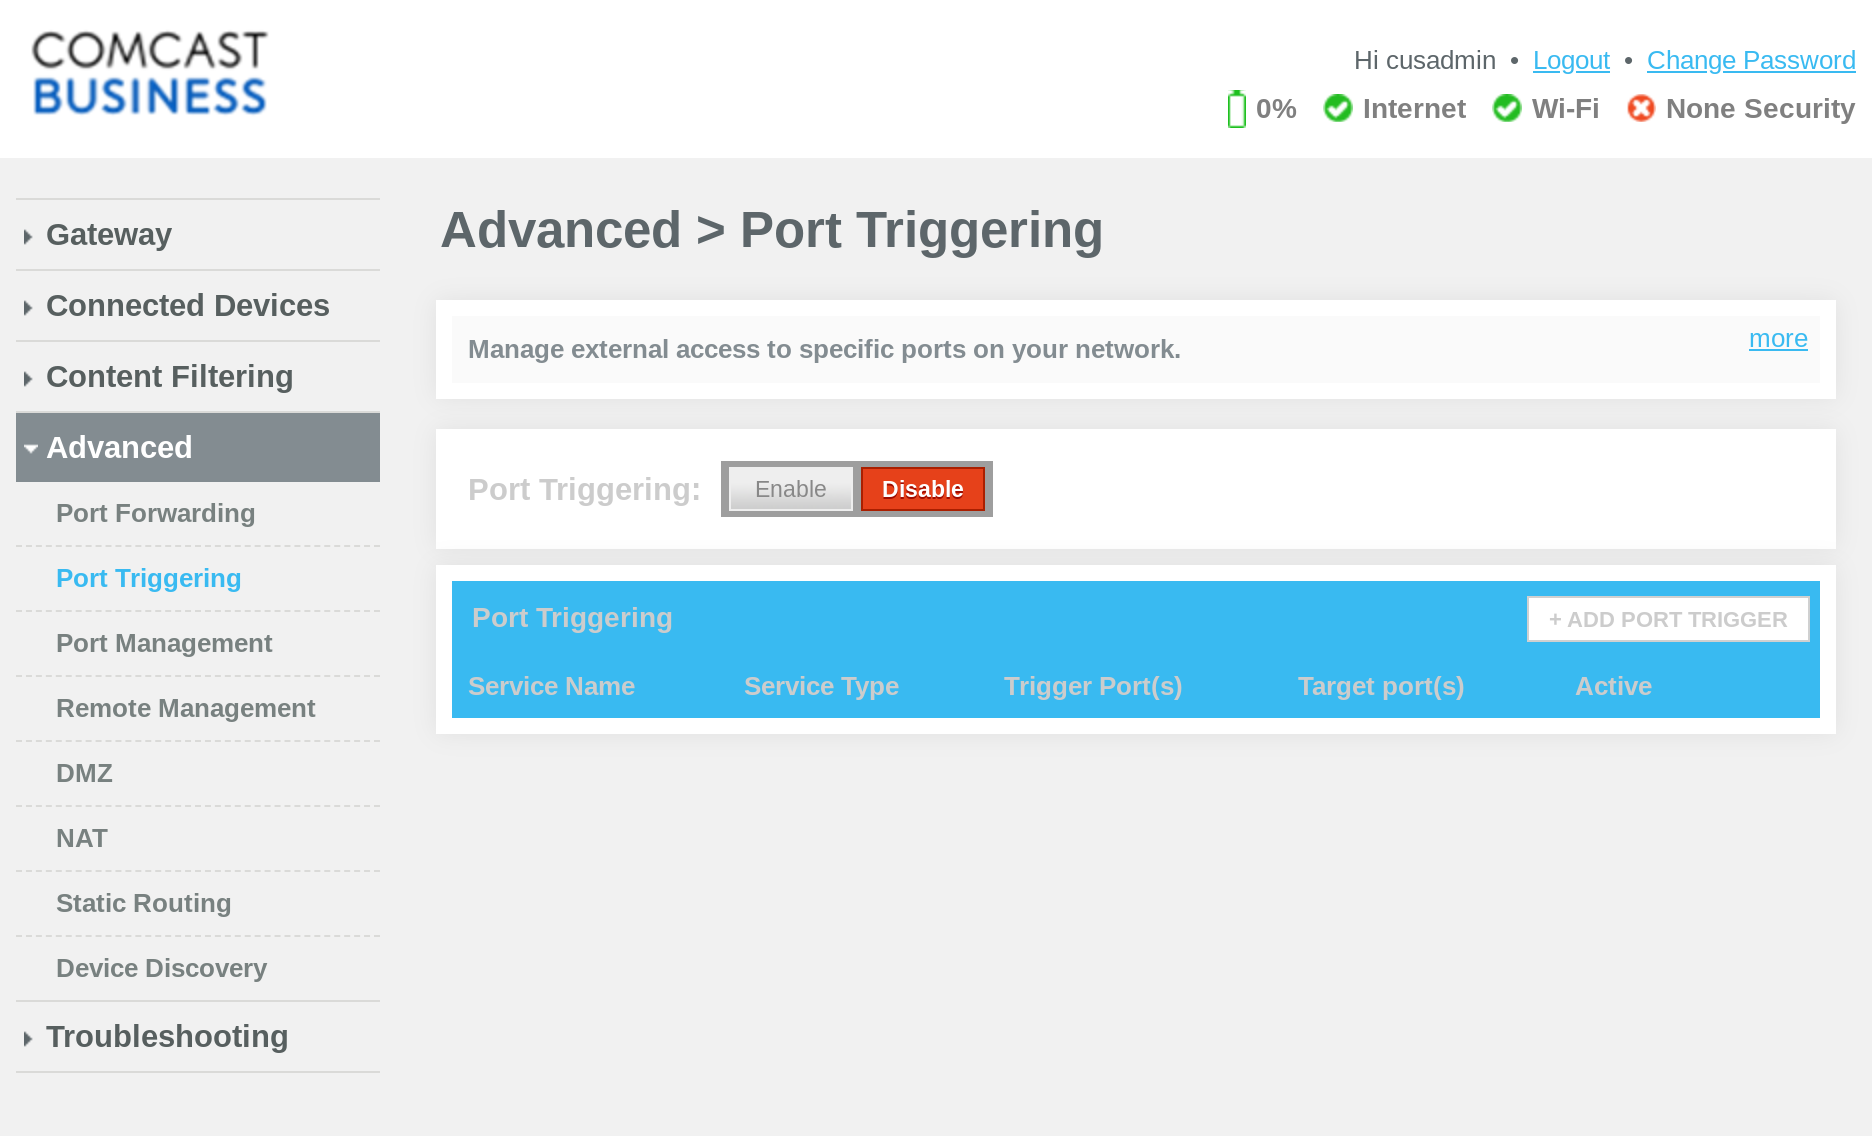 COMCAST
BUSINESS
Hi cusadmin • Logout • Change Password
0% Internet Wi-Fi None Security
Gateway
Connected Devices
Content Filtering
Advanced
Port Forwarding
Port Triggering
Port Management
Remote Management
DMZ
NAT
Static Routing
Device Discovery
Troubleshooting
Advanced > Port Triggering
Manage external access to specific ports on your network. more
Port Triggering: Enable Disable
Port Triggering + ADD PORT TRIGGER
Service Name Service Type Trigger Port(s) Target port(s) Active